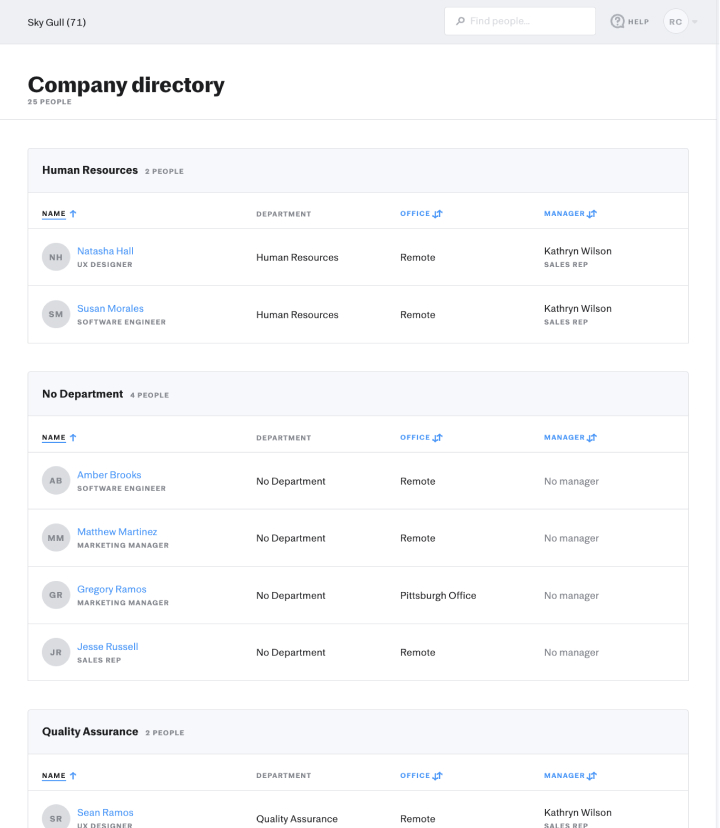 Sky Gull (71)
Find people...
HELP
RC
Company directory
25 PEOPLE
Human Resources 2 PEOPLE
NAME DEPARTMENT OFFICE MANAGER
NH Natasha Hall Human Resources Remote Kathryn Wilson
UX DESIGNER SALES REP
SM Susan Morales Human Resources Remote Kathryn Wilson
SOFTWARE ENGINEER SALES REP
No Department 4 PEOPLE
NAME DEPARTMENT OFFICE MANAGER
AB Amber Brooks No Department Remote No manager
SOFTWARE ENGINEER
MM Matthew Martinez No Department Remote No manager
MARKETING MANAGER
GR Gregory Ramos No Department Pittsburgh Office No manager
MARKETING MANAGER
JR Jesse Russell No Department Remote No manager
SALES REP
Quality Assurance 2 PEOPLE
NAME DEPARTMENT OFFICE MANAGER
SR Sean Ramos Quality Assurance Remote Kathryn Wilson
UX DESIGNER SALES REP